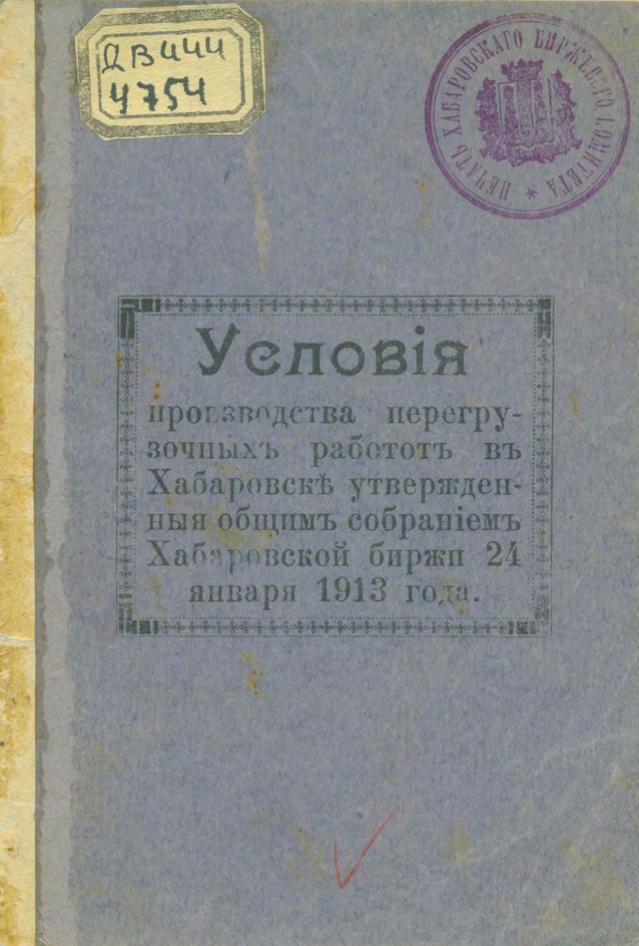 ДВ444
4754
ПЕЧАТЬ ХАБАРОВСКАГО БИРЖЕВОГО КОМИТЕТА *
Условія
производства перегру-
зочныхъ работотъ въ
Хабаровскѣ утвержден-
ныя общимъ собраніемъ
Хабаровской биржи 24
января 1913 года.